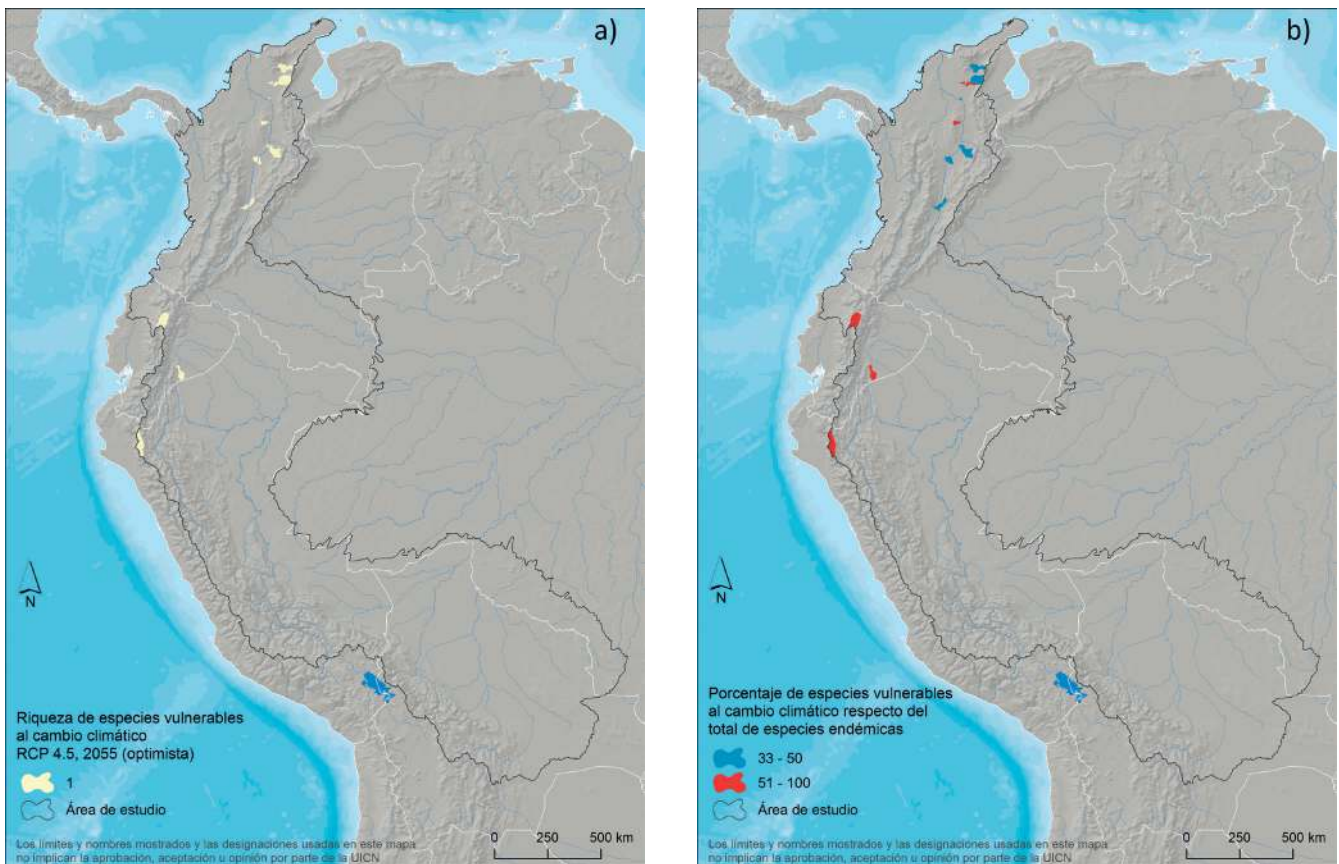 a)
N
Riqueza de especies vulnerables
al cambio climático
RCP 4.5, 2055 (optimista)
1
Área de estudio
0 250 500 km
Los límites y nombres mostrados y las designaciones usadas en este mapa
no implican la aprobación, aceptación u opinión por parte de la UICN
b)
N
Porcentaje de especies vulnerables
al cambio climático respecto del
total de especies endémicas
33 - 50
51 - 100
Área de estudio
0 250 500 km
Los límites y nombres mostrados y las designaciones usadas en este mapa
no implican la aprobación, aceptación u opinión por parte de la UICN